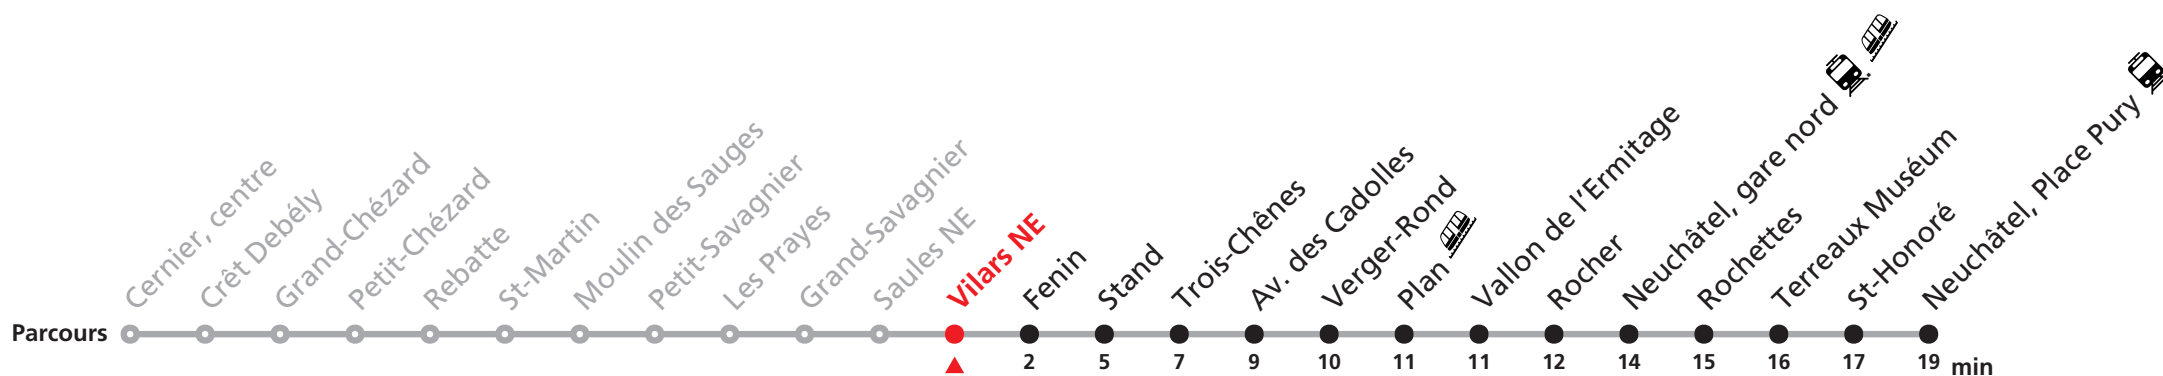 Cernier, centre
Crêt Debély
Grand-Chézard
Petit-Chézard
Rebatte
St-Martin
Moulin des Sauges
Petit-Savagnier
Les Prayes
Grand-Savagnier
Saules NE
Vilars NE
Fenin
Stand
Trois-Chênes
Av. des Cadolles
Verger-Rond
Plan
Vallon de l'Ermitage
Rocher
Neuchâtel, gare nord
Rochettes
Terreaux Muséum
St-Honoré
Neuchâtel, Place Pury
Parcours
2 5 7 9 10 11 11 12 14 15 16 17 19 min